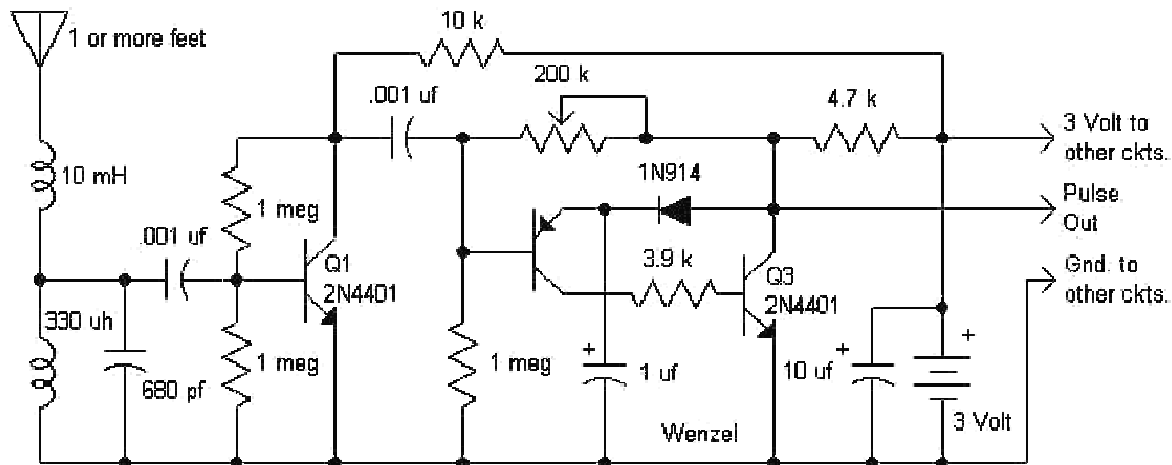 1 or more feet
10 k
200 k
.001 uf
4.7 k
3 Volt to
other ckts.
10 mH
1 meg
1N914
Pulse
Out
.001 uf
Q1
2N4401
3.9 k
Q3
2N4401
Gnd. to
other ckts.
330 uh
680 pf
1 meg
1 meg
+
1 uf
+
10 uf
+
3 Volt
Wenzel